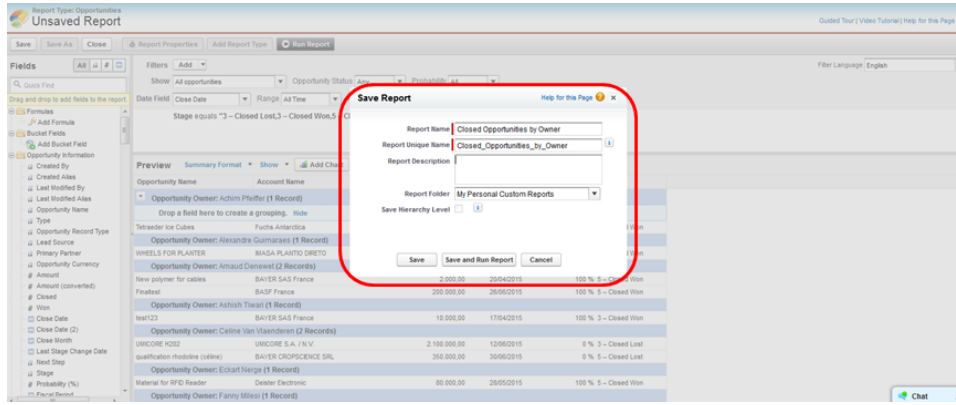 Report Type: Opportunities
Unsaved Report
Guided Tour | Video Tutorial | Help for this Page
Save Save As Close Report Properties Add Report Type Run Report
Fields All
Quick Find
Drag and drop to add fields to the report.
Formulas
Add Formula
Bucket Fields
Add Bucket Field
Opportunity Information
Created By
Created Alias
Last Modified By
Last Modified Alias
Opportunity Name
Type
Opportunity Record Type
Lead Source
Primary Partner
Opportunity Currency
# Amount
# Amount (converted)
# Closed
# Won
Close Date
Close Date (2)
Close Month
Last Stage Change Date
Next Step
Stage
# Probability (%)
Fiscal Period
Filters Add
Filter Language English
Show All opportunities Opportunity Status Any Probability All
Date Field Close Date Range All Time
Stage equals "3 – Closed Lost,3 – Closed Won,5 –
Preview Summary Format Show Add Chart
Opportunity Name Account Name
Opportunity Owner: Achim Pfeiffer (1 Record)
Drop a field here to create a grouping. Hide
Tetraeder Ice Cubes Fuchs Antarctica
Opportunity Owner: Alexandre Guimaraes (1 Record)
WHEELS FOR PLANTER MASA-PLANTIO DIRETO
Opportunity Owner: Arnaud Denewet (2 Records)
New polymer for cables BAYER SAS France 2.000,00 20/04/2015 100 % 5 – Closed Won
Finaltest BASF France 200.000,00 26/06/2015 100 % 5 – Closed Won
Opportunity Owner: Ashish Tiwari (1 Record)
test123 BAYER SAS France 10.000,00 17/04/2015 100 % 3 – Closed Won
Opportunity Owner: Celine Van Vlaenderen (2 Records)
UMICORE H202 UMICORE S.A. / N.V. 2.100.000,00 12/06/2015 0 % 3 – Closed Lost
qualification rhodoline (céline) BAYER CROPSCIENCE SRL 350.000,00 30/06/2015 0 % 5 – Closed Lost
Opportunity Owner: Eckart Nerge (1 Record)
Material for RFID Reader Deister Electronic 80.000,00 28/05/2015 100 % 5 – Closed Won
Opportunity Owner: Fanny Milesi (1 Record)
Save Report Help for this Page
Report Name Closed Opportunities by Owner
Report Unique Name Closed_Opportunities_by_Owner
Report Description
Report Folder My Personal Custom Reports
Save Hierarchy Level
Save Save and Run Report Cancel
Chat